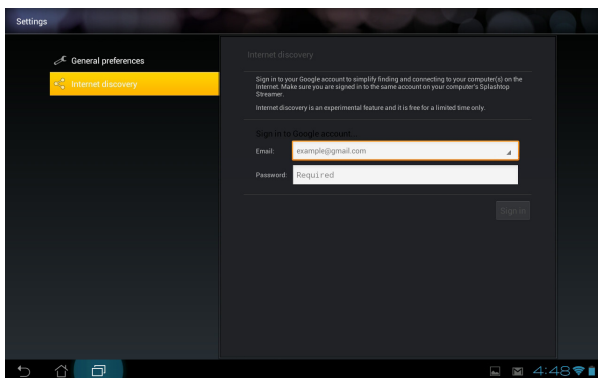 Settings
General preferences
Internet discovery
Internet discovery
Sign in to your Google account to simplify finding and connecting to your computer(s) on the
Internet. Make sure you are signed in to the same account on your computer's Splashtop
Streamer.
Internet discovery is an experimental feature and it is free for a limited time only.
Sign in to Google account...
Email: example@gmail.com
Password: Required
Sign in
4:48